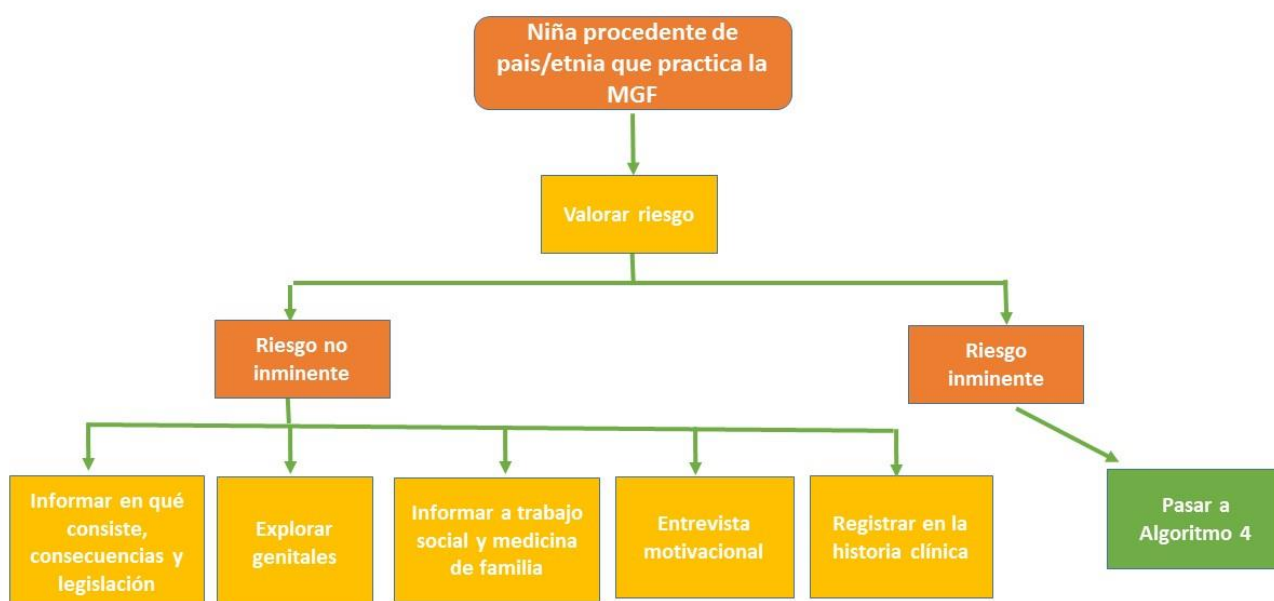 Niña procedente de
pais/etnia que practica la
MGF
Valorar riesgo
Riesgo no
inminente
Riesgo
inminente
Informar en qué
consiste,
consecuencias y
legislación
Explorar
genitales
Informar a trabajo
social y medicina
de familia
Entrevista
motivacional
Registrar en la
historia clínica
Pasar a
Algoritmo 4